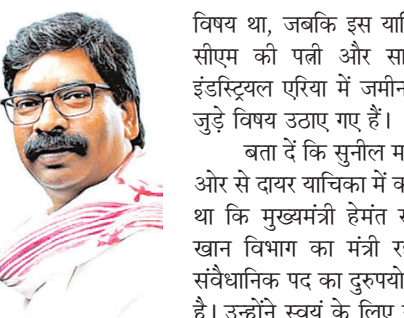 विषय था, जबकि इस याचि
सीएम की पत्नी और सा
इंडस्ट्रियल एरिया में जमीन
जुड़े विषय उठाए गए हैं।
बता दें कि सुनील म
ओर से दायर याचिका में क
था कि मुख्यमंत्री हेमंत स
खान विभाग का मंत्री र
संवैधानिक पद का दुरुपयो
है। उन्होंने स्वयं के लिए